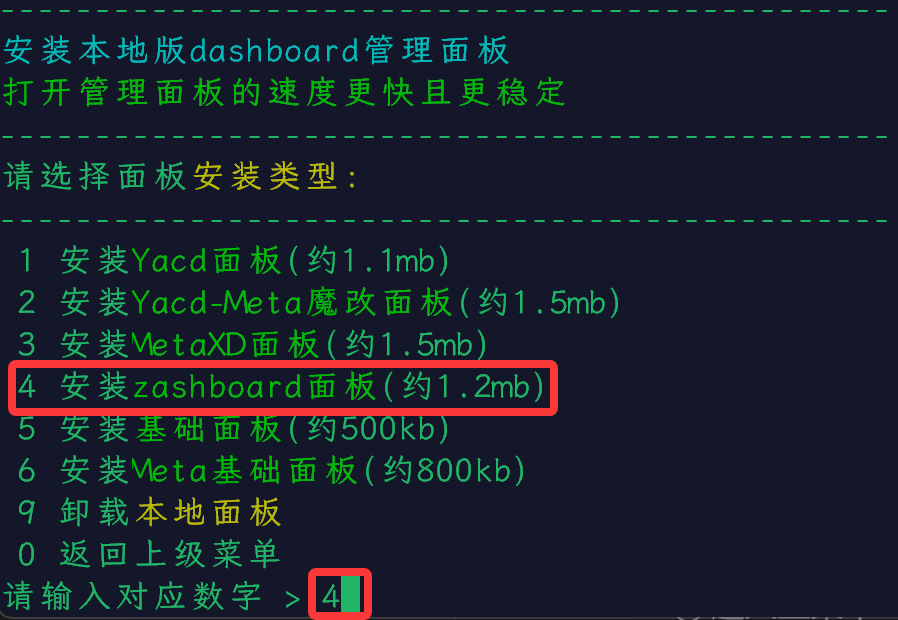 -----------------------------------------------
安装本地版dashboard管理面板
打开管理面板的速度更快且更稳定
-----------------------------------------------
请选择面板安装类型：
-----------------------------------------------
1 安装Yacd面板(约1.1mb)
2 安装Yacd-Meta魔改面板(约1.5mb)
3 安装MetaXD面板(约1.5mb)
4 安装zashboard面板(约1.2mb)
5 安装基础面板(约500kb)
6 安装Meta基础面板(约800kb)
9 卸载本地面板
0 返回上级菜单
请输入对应数字 > 4